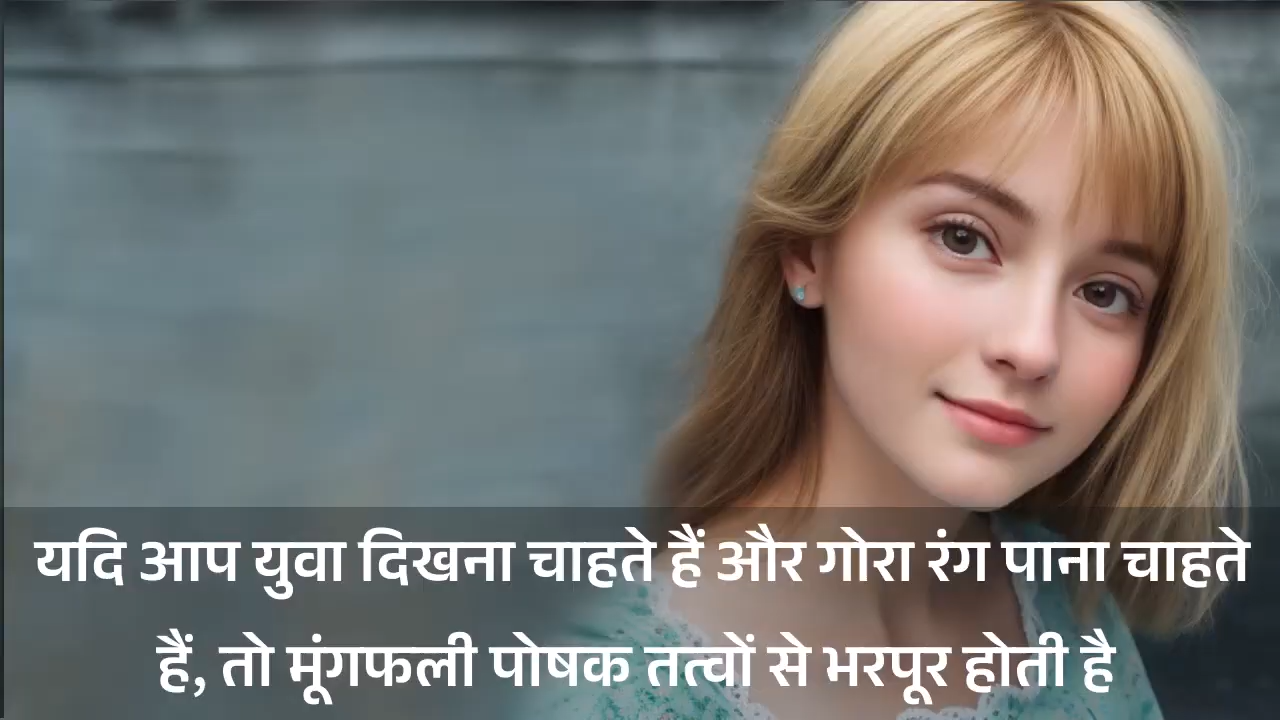 यदि आप युवा दिखना चाहते हैं और गोरा रंग पाना चाहते
हैं, तो मूंगफली पोषक तत्वों से भरपूर होती है